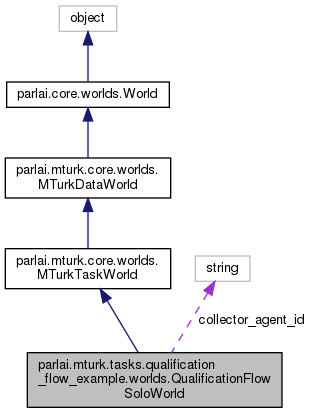 object
parlai.core.worlds.World
parlai.mturk.core.worlds.
MTurkDataWorld
parlai.mturk.core.worlds.
MTurkTaskWorld
string
collector_agent_id
parlai.mturk.tasks.qualification
_flow_example.worlds.QualificationFlow
SoloWorld